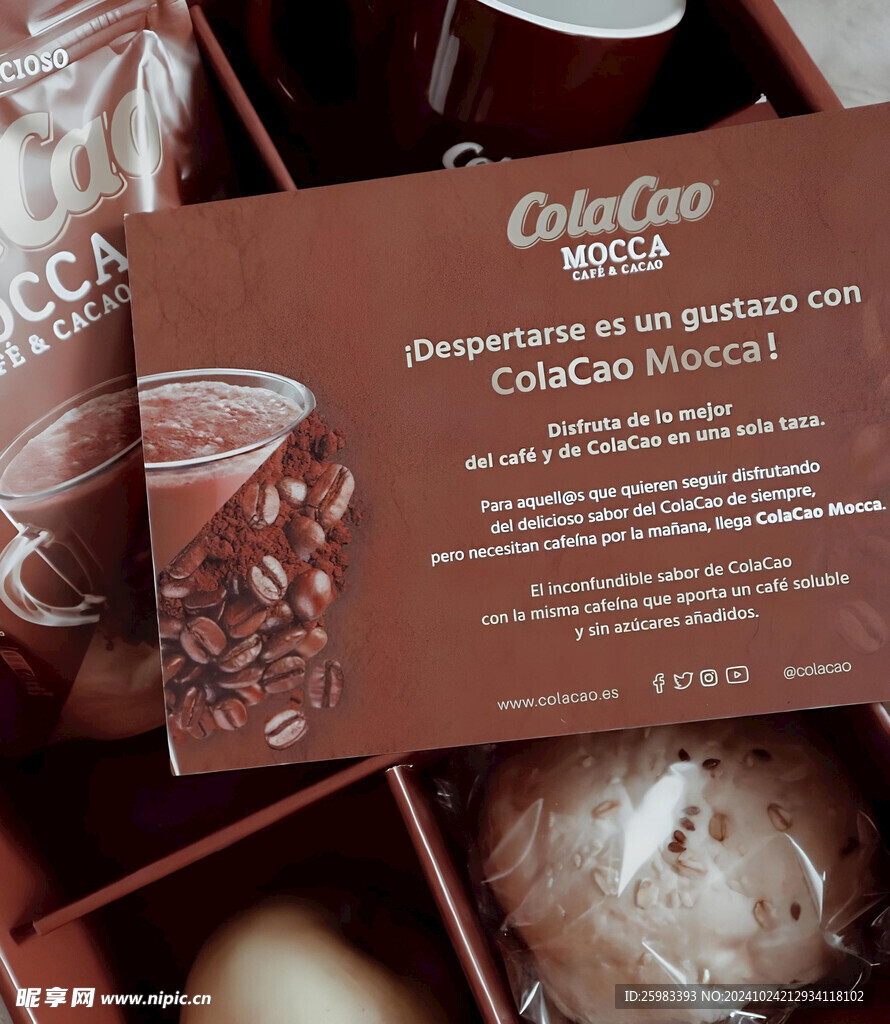 CIOSO
Cao
OCCA
FÉ & CACAO
ColaCao®
MOCCA
CAFÉ & CACAO
¡Despertarse es un gustazo con
ColaCao Mocca!
Disfruta de lo mejor
del café y de ColaCao en una sola taza.
Para aquell@s que quieren seguir disfrutando
del delicioso sabor del ColaCao de siempre,
pero necesitan cafeína por la mañana, llega ColaCao Mocca.
El inconfundible sabor de ColaCao
con la misma cafeína que aporta un café soluble
y sin azúcares añadidos.
www.colacao.es
@colacao
昵享网 www.nipic.cn
ID:25983393 NO:20241024212934118102